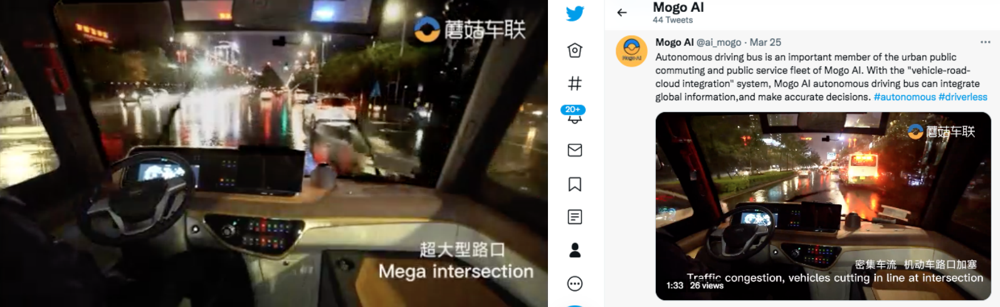 蘑菇车联
超大型路口
Mega intersection
20+
Mogo AI
44 Tweets
Mogo AI @ai_mogo · Mar 25
Autonomous driving bus is an important member of the urban public
commuting and public service fleet of Mogo AI. With the "vehicle-road-
cloud integration" system, Mogo AI autonomous driving bus can integrate
global information,and make accurate decisions. #autonomous #driverless
蘑菇车联
密集车流 机动车路口加塞
Traffic congestion, vehicles cutting in line at intersection
1:33 26 views